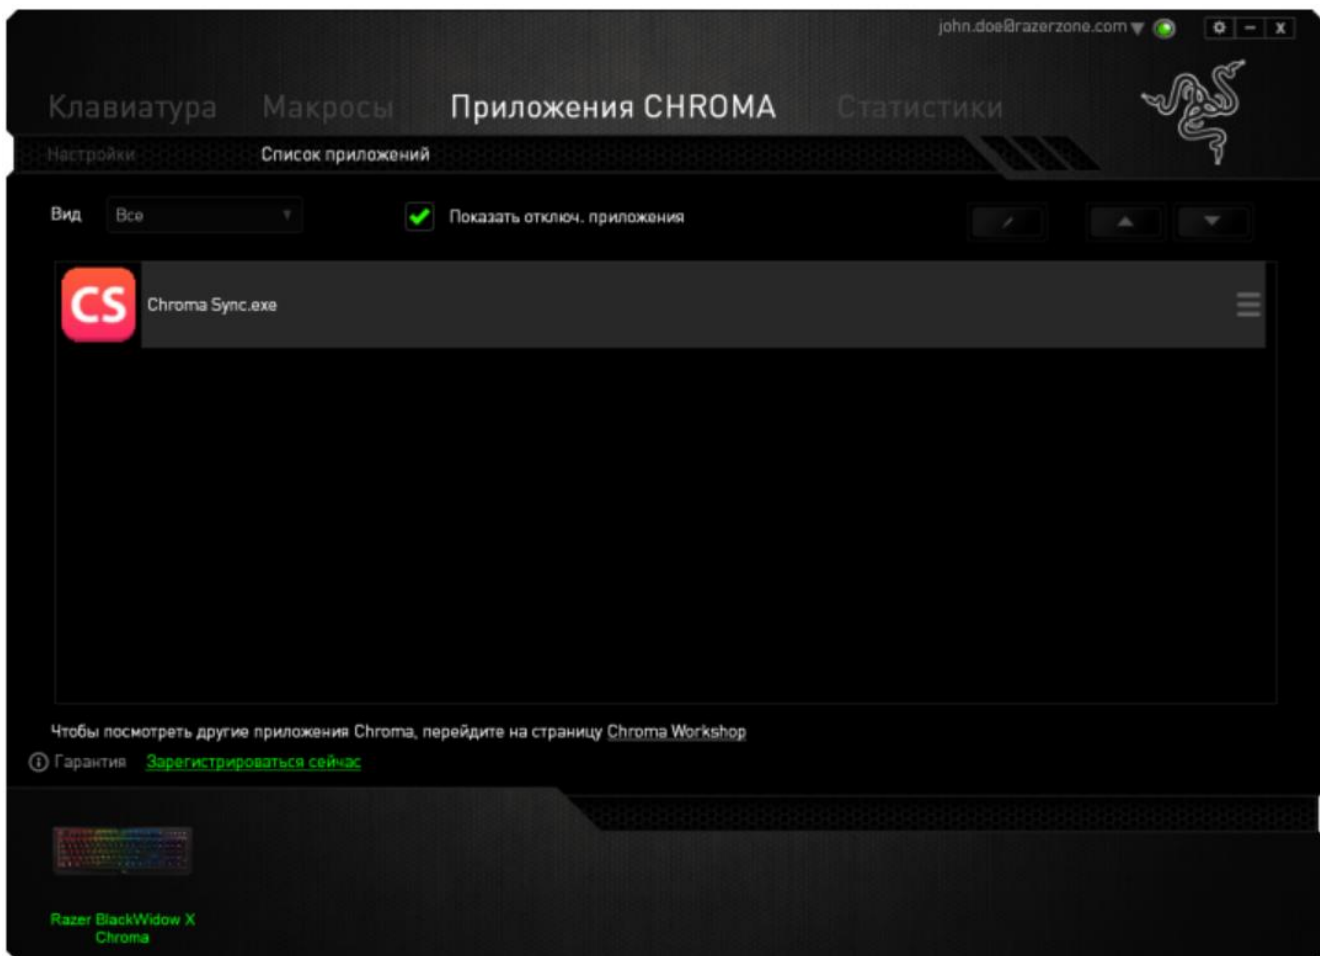 john.doe@razerzone.com
Клавиатура Макросы Приложения CHROMA Статистики
Настройки Список приложений
Вид Все Показать отключ. приложения
CS Chroma Sync.exe
Чтобы посмотреть другие приложения Chroma, перейдите на страницу Chroma Workshop
Гарантия Зарегистрироваться сейчас
Razer BlackWidow X
Chroma